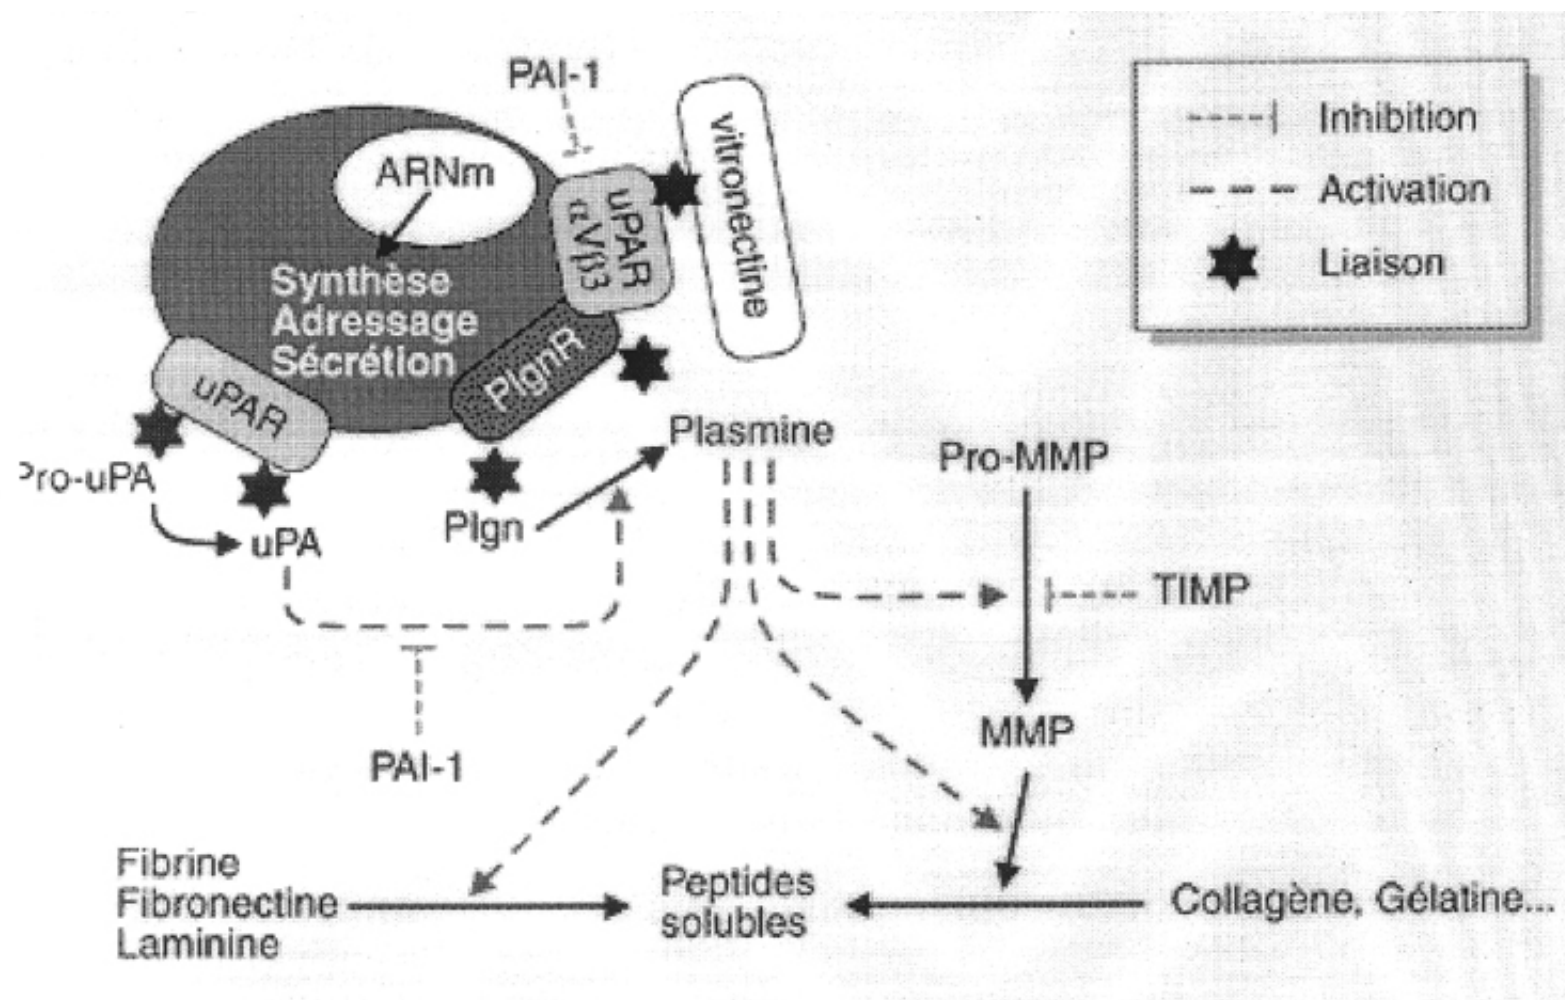 PAI-1
ARNm
Synthèse
Adressage
Sécrétion
uPAR
αVβ3
vitronectine
uPAR
PlgnR
Pro-uPA
uPA
Plgn
Plasmine
Pro-MMP
TIMP
MMP
PAI-1
Fibrine
Fibronectine
Laminine
Peptides
solubles
Collagène, Gélatine...
Inhibition
Activation
Liaison